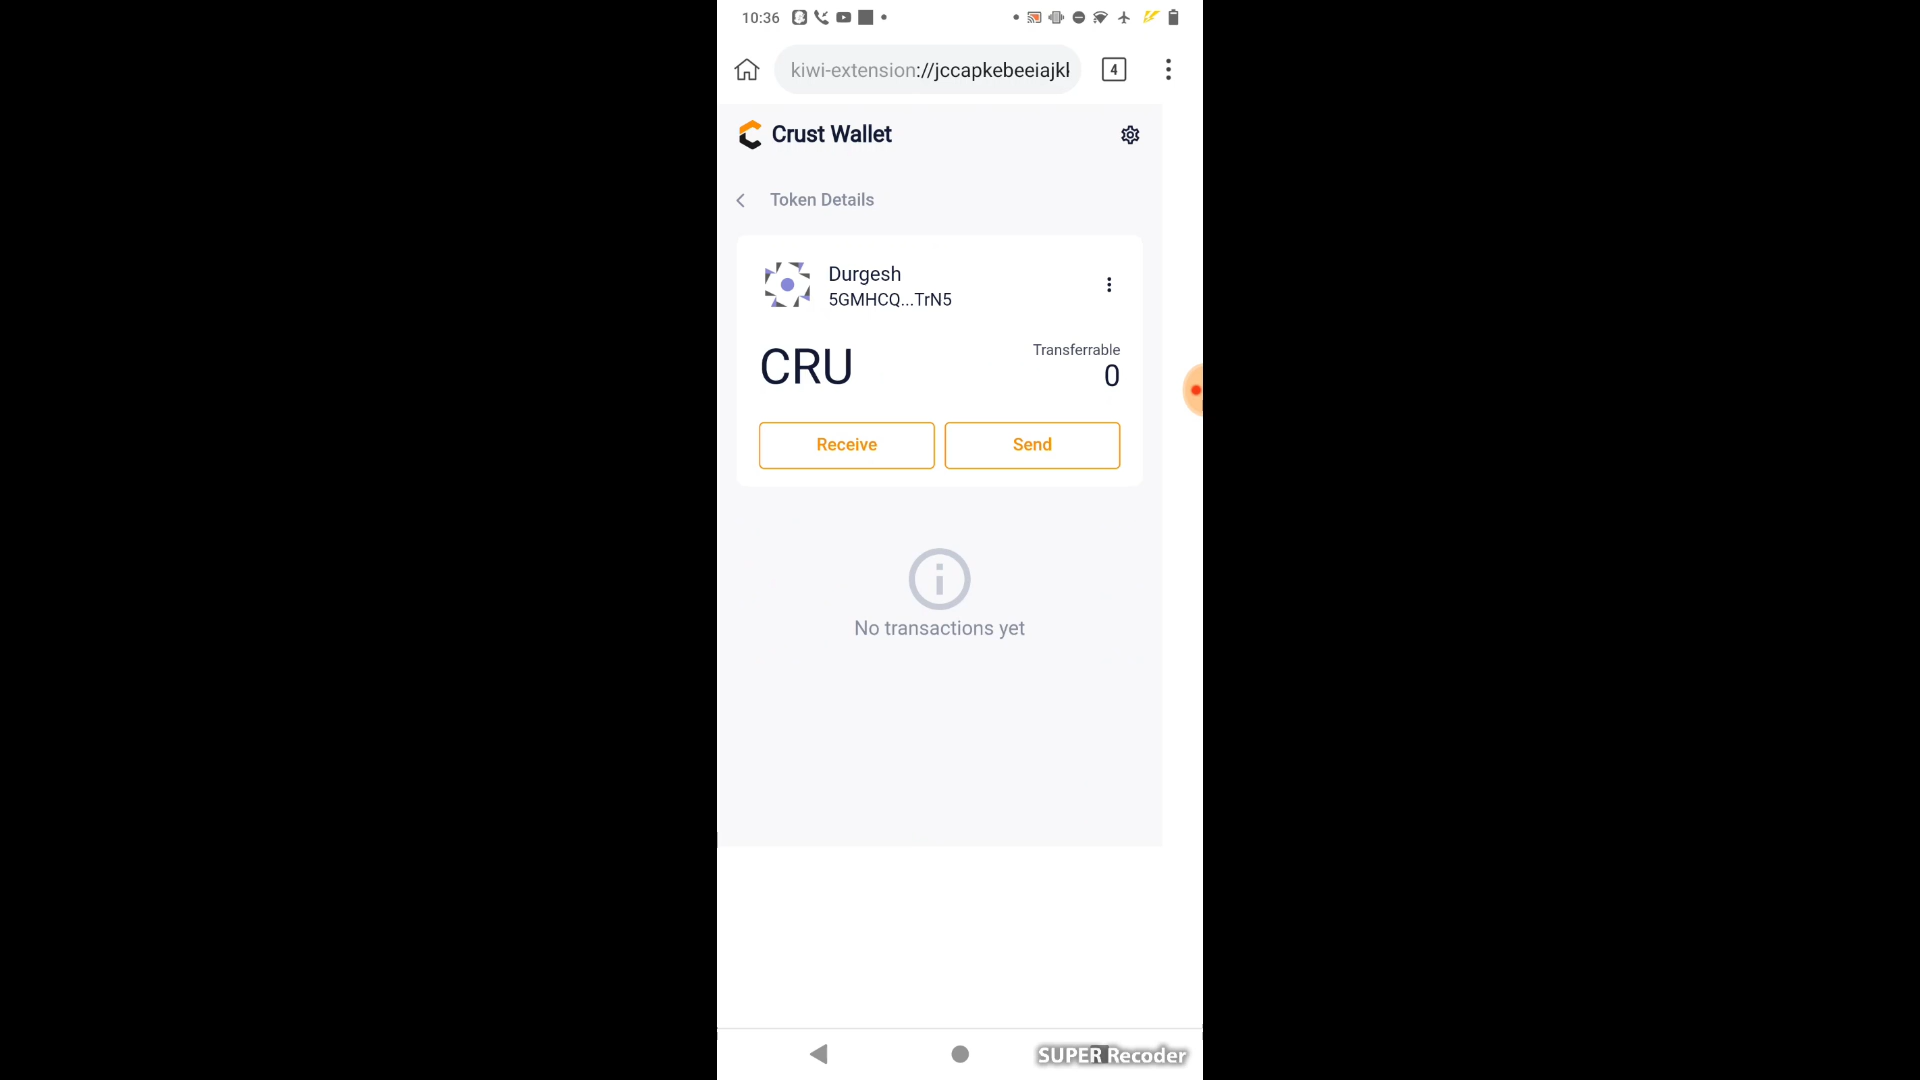 10:36
kiwi-extension://jccapkebeeiajkl
4
Crust Wallet
Token Details
Durgesh
5GMHCQ...TrN5
Transferrable
CRU
0
Receive
Send
No transactions yet
SUPER Recoder